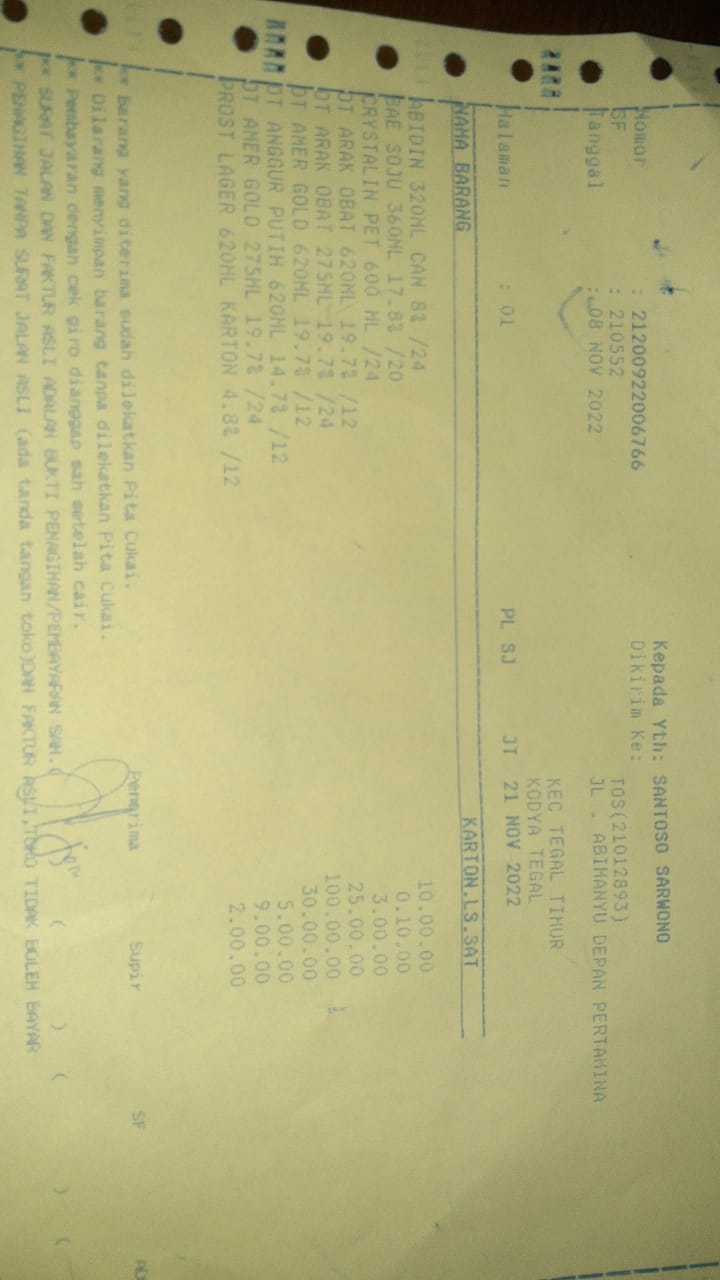 Nomor : 21200922006766 Kepada Yth: SANTOSO SARWONO
SF : 210552 Dikirim Ke: TOS(21012893)
Tanggal : 08 NOV 2022 JL . ABIMANYU DEPAN PERTAMINA
KEC TEGAL TIMUR
KODYA TEGAL
Halaman : 01 PL SJ JT 21 NOV 2022
NAMA BARANG KARTON.LS.SAT
ABIDIN 320ML CAN 8% /24 10.00.00
BAE SOJU 360ML 17.8% /20 0.10.00
CRYSTALIN PET 600 ML /24 3.00.00
OT ARAK OBAT 620ML 19.7% /12 25.00.00
OT ARAK OBAT 275ML 19.7% /24 100.00.00
OT AMER GOLD 620ML 19.7% /12 30.00.00
OT ANGGUR PUTIH 620ML 14.7% /12 5.00.00
OT AMER GOLD 275ML 19.7% /24 9.00.00
PROST LAGER 620ML KARTON 4.8% /12 2.00.00
Penerima Supir SF
** Barang yang diterima sudah dilekatkan Pita Cukai.
** Dilarang menyimpan barang tanpa dilekatkan Pita Cukai.
** Pembayaran dengan cek giro dianggap sah setelah cair.
** SURAT JALAN DAN FAKTUR ASLI ADALAH BUKTI PENAGIHAN/PEMBAYARAN SAH.( ) ( ) ( ) (
** PENAGIHAN TANPA SURAT JALAN ASLI (ada tanda tangan toko)DAN FAKTUR ASLI,TOKO TIDAK BOLEH BAYAR